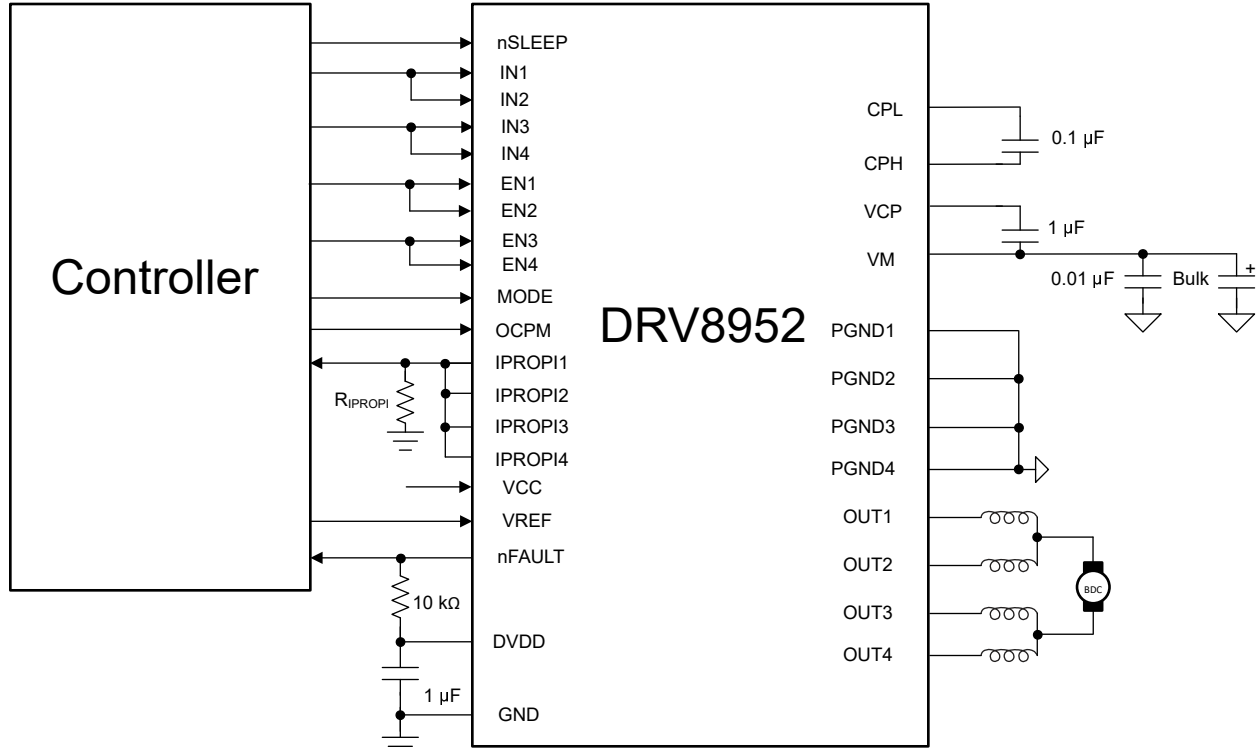 Controller
DRV8952
nSLEEP
IN1
IN2
IN3
IN4
EN1
EN2
EN3
EN4
MODE
OCPM
IPROPI1
IPROPI2
IPROPI3
IPROPI4
VCC
VREF
nFAULT
DVDD
GND
RIPROPI
10 kΩ
1 µF
CPL
CPH
VCP
VM
PGND1
PGND2
PGND3
PGND4
OUT1
OUT2
OUT3
OUT4
0.1 µF
1 µF
0.01 µF
Bulk
+
BDC